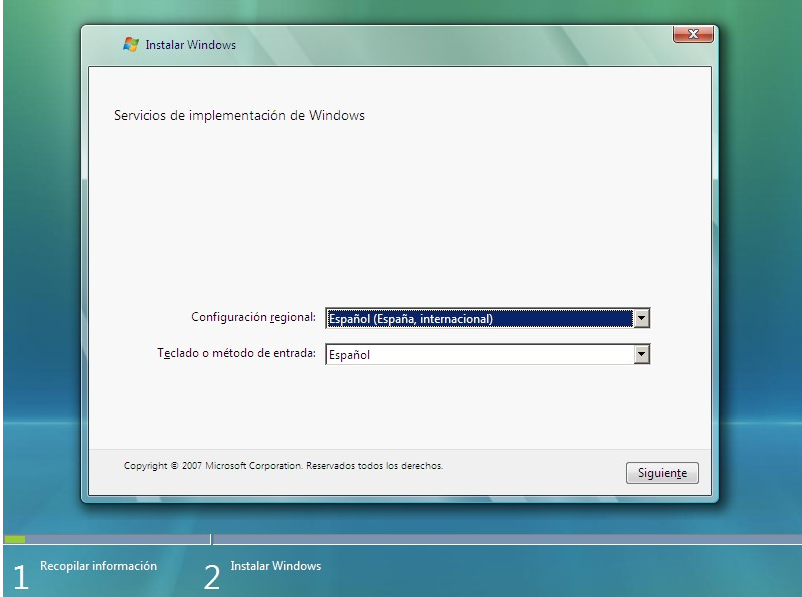 Instalar Windows
Servicios de implementación de Windows
Configuración regional: Español (España, internacional)
Teclado o método de entrada: Español
Copyright © 2007 Microsoft Corporation. Reservados todos los derechos.
Siguiente
1 Recopilar información 2 Instalar Windows